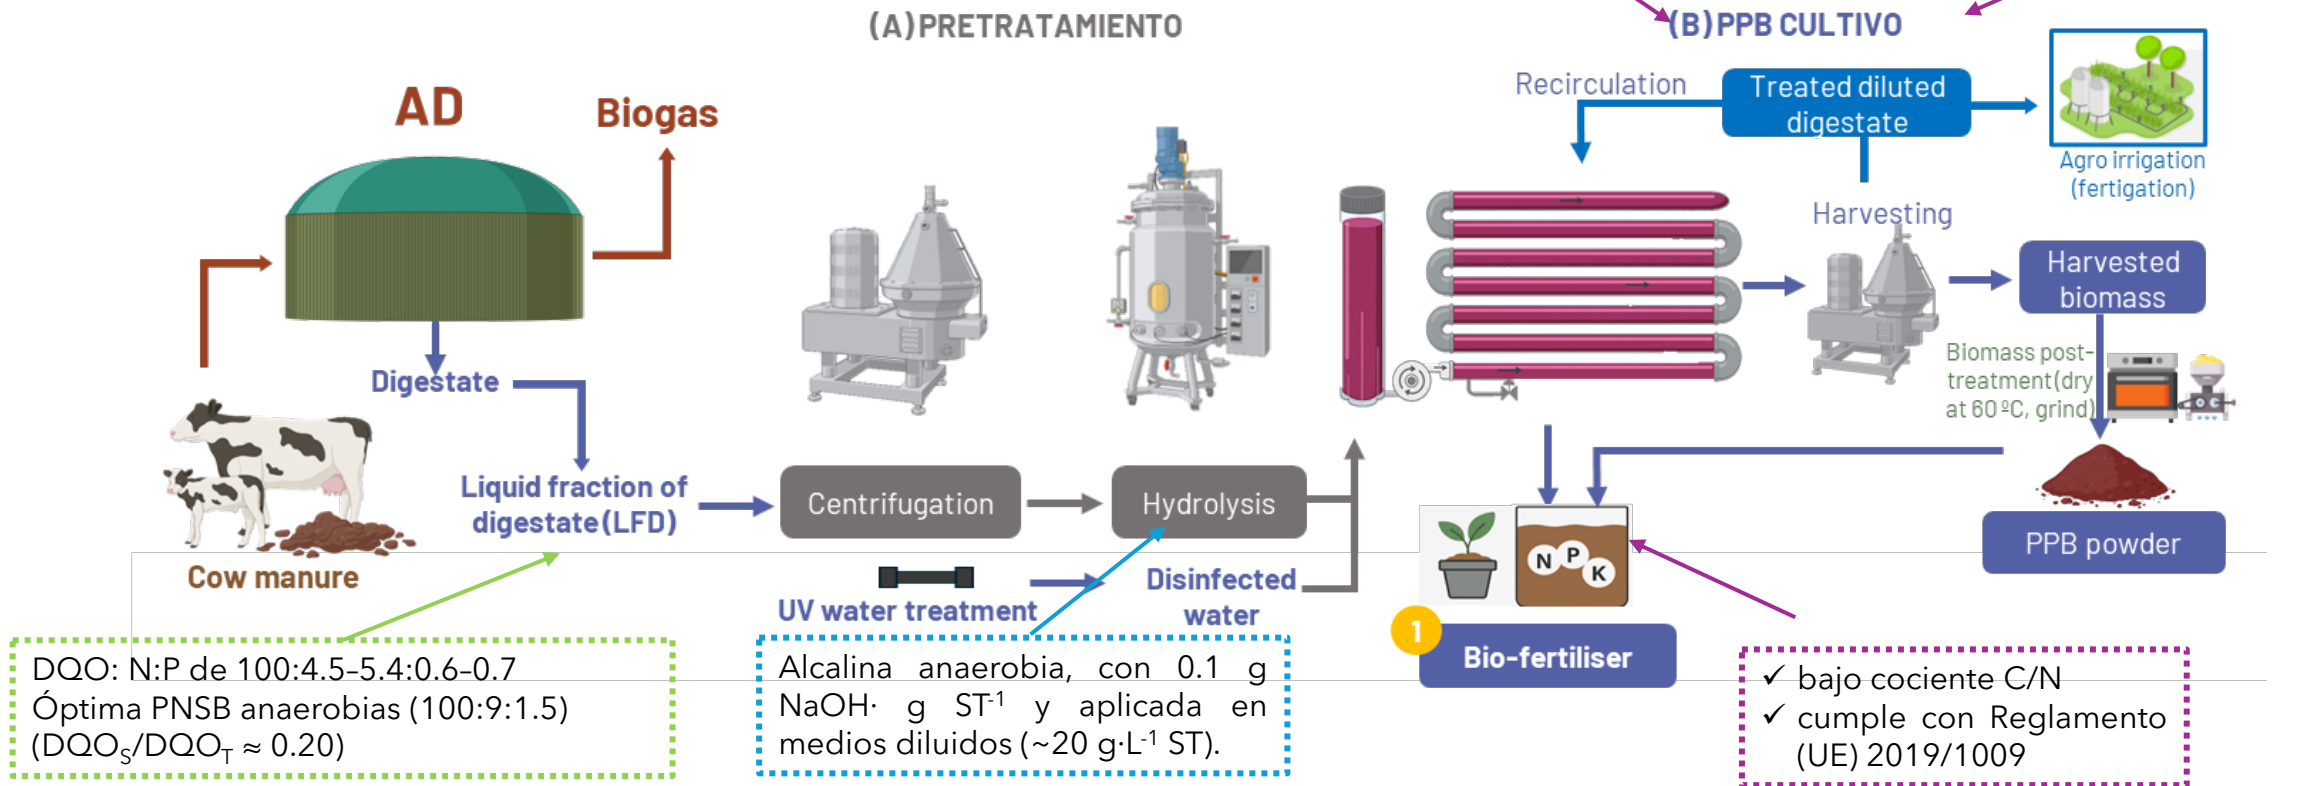 (A) PRETRATAMIENTO
(B) PPB CULTIVO
AD
Biogas
Recirculation
Treated diluted
digestate
Agro irrigation
(fertigation)
Harvesting
Harvested
biomass
Digestate
Biomass post-
treatment (dry
at 60 ºC, grind)
Liquid fraction of
digestate (LFD)
Centrifugation
Hydrolysis
N P K
PPB powder
Cow manure
UV water treatment
Disinfected
water
1
Bio-fertiliser
DQO: N:P de 100:4.5–5.4:0.6–0.7
Óptima PNSB anaerobias (100:9:1.5)
(DQOS/DQOT ≈ 0.20)
Alcalina anaerobia, con 0.1 g
NaOH· g ST-1 y aplicada en
medios diluidos (~20 g·L-1 ST).
✓ bajo cociente C/N
✓ cumple con Reglamento
(UE) 2019/1009